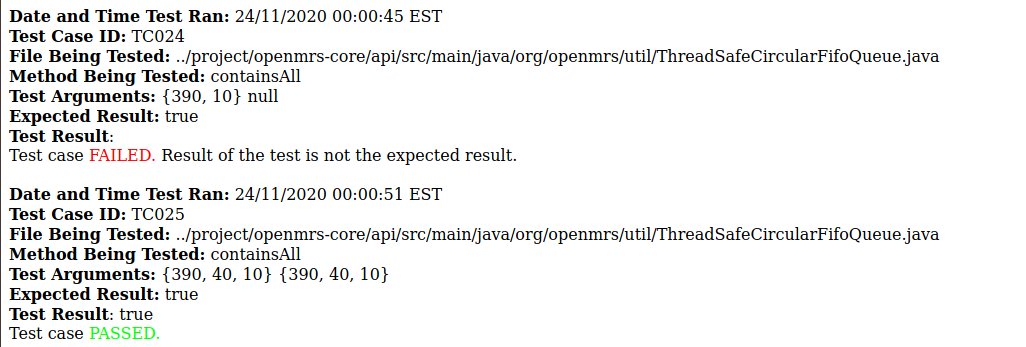 Date and Time Test Ran: 24/11/2020 00:00:45 EST
Test Case ID: TC024
File Being Tested: ../project/openmrs-core/api/src/main/java/org/openmrs/util/ThreadSafeCircularFifoQueue.java
Method Being Tested: containsAll
Test Arguments: {390, 10} null
Expected Result: true
Test Result:
Test case FAILED. Result of the test is not the expected result.
Date and Time Test Ran: 24/11/2020 00:00:51 EST
Test Case ID: TC025
File Being Tested: ../project/openmrs-core/api/src/main/java/org/openmrs/util/ThreadSafeCircularFifoQueue.java
Method Being Tested: containsAll
Test Arguments: {390, 40, 10} {390, 40, 10}
Expected Result: true
Test Result: true
Test case PASSED.